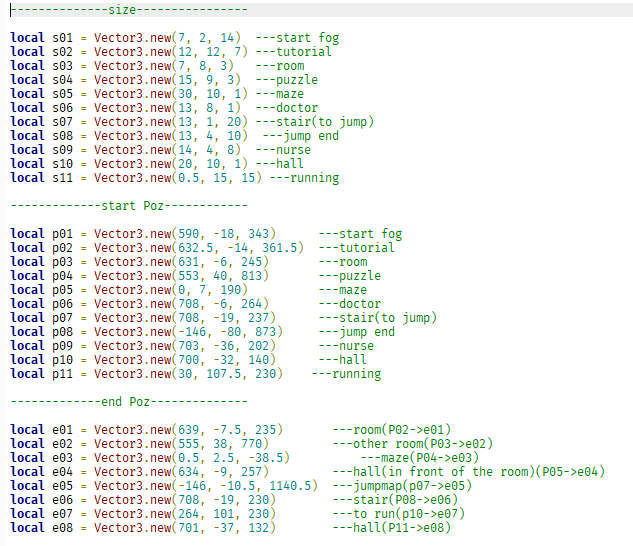 --------------size----------------
local s01 = Vector3.new(7, 2, 14)  ---start fog
local s02 = Vector3.new(12, 12, 7) ---tutorial
local s03 = Vector3.new(7, 8, 3)   ---room
local s04 = Vector3.new(15, 9, 3)  ---puzzle
local s05 = Vector3.new(30, 10, 1) ---maze
local s06 = Vector3.new(13, 8, 1)  ---doctor
local s07 = Vector3.new(13, 1, 20) ---stair(to jump)
local s08 = Vector3.new(13, 4, 10)  ---jump end
local s09 = Vector3.new(14, 4, 8)  ---nurse
local s10 = Vector3.new(20, 10, 1) ---hall
local s11 = Vector3.new(0.5, 15, 15) ---running
-------------start Poz------------
local p01 = Vector3.new(590, -18, 343)      ---start fog
local p02 = Vector3.new(632.5, -14, 361.5)  ---tutorial
local p03 = Vector3.new(631, -6, 245)       ---room
local p04 = Vector3.new(553, 40, 813)       ---puzzle
local p05 = Vector3.new(0, 7, 190)          ---maze
local p06 = Vector3.new(708, -6, 264)       ---doctor
local p07 = Vector3.new(708, -19, 237)      ---stair(to jump)
local p08 = Vector3.new(-146, -80, 873)     ---jump end
local p09 = Vector3.new(703, -36, 202)      ---nurse
local p10 = Vector3.new(700, -32, 140)      ---hall
local p11 = Vector3.new(30, 107.5, 230)    ---running
-------------end Poz--------------
local e01 = Vector3.new(639, -7.5, 235)       ---room(P02->e01)
local e02 = Vector3.new(555, 38, 770)         ---other room(P03->e02)
local e03 = Vector3.new(0.5, 2.5, -38.5)          ---maze(P04->e03)
local e04 = Vector3.new(634, -9, 257)         ---hall(in front of the room)(P05->e04)
local e05 = Vector3.new(-146, -10.5, 1140.5)  ---jumpmap(p07->e05)
local e06 = Vector3.new(708, -19, 230)        ---stair(P08->e06)
local e07 = Vector3.new(264, 101, 230)        ---to run(p10->e07)
local e08 = Vector3.new(701, -37, 132)        ---hall(P11->e08)